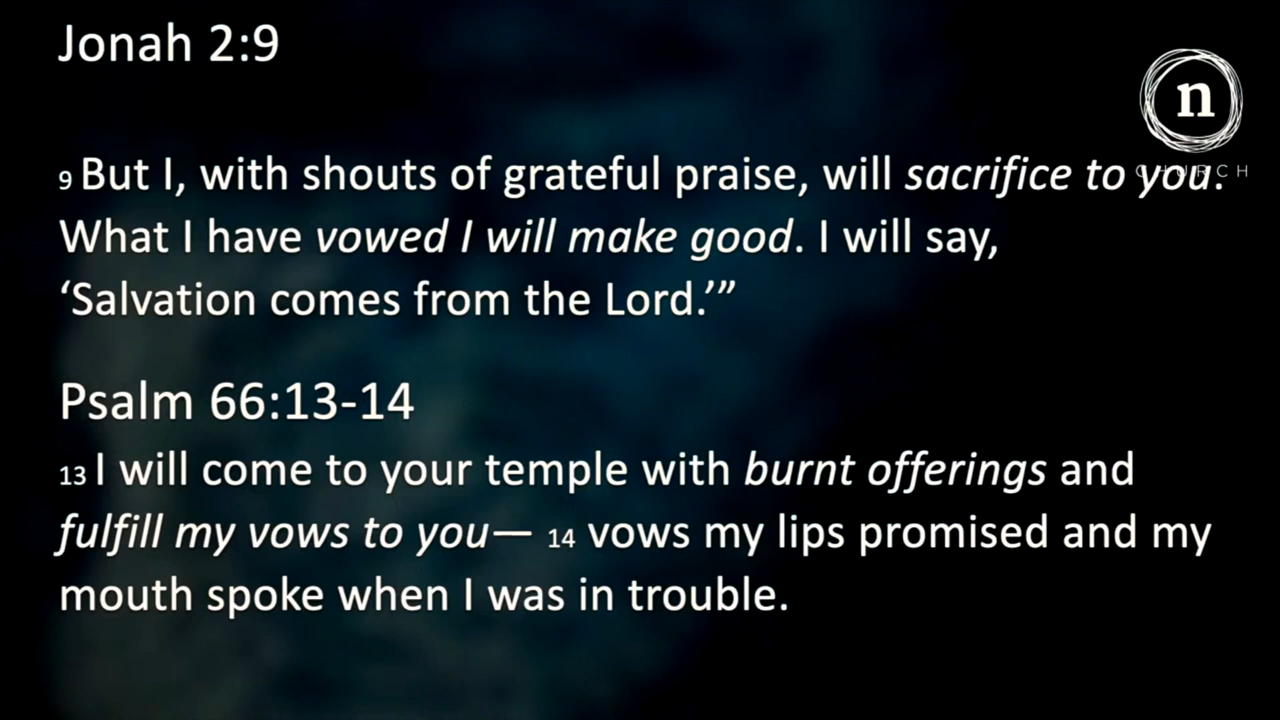 Jonah 2:9
n
CHURCH
9 But I, with shouts of grateful praise, will sacrifice to you.
What I have vowed I will make good. I will say,
‘Salvation comes from the Lord.’”
Psalm 66:13-14
13 I will come to your temple with burnt offerings and
fulfill my vows to you— 14 vows my lips promised and my
mouth spoke when I was in trouble.